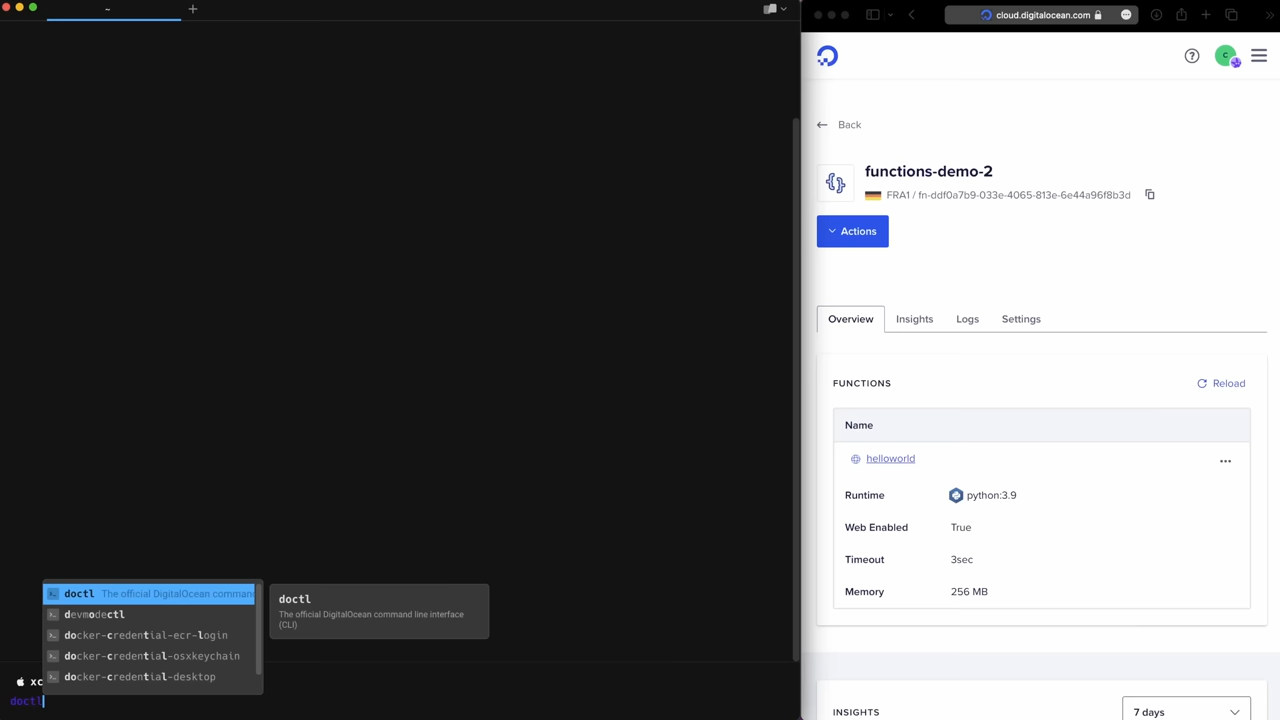 ~
doctl The official DigitalOcean comman
devmodectl
docker-credential-ecr-login
docker-credential-osxkeychain
docker-credential-desktop
doctl
The official DigitalOcean command line interface
(CLI)
xc
doctl
cloud.digitalocean.com
C
Back
functions-demo-2
FRA1 / fn-ddf0a7b9-033e-4065-813e-6e44a96f8b3d
Actions
Overview Insights Logs Settings
FUNCTIONS Reload
Name
helloworld
Runtime python:3.9
Web Enabled True
Timeout 3sec
Memory 256 MB
INSIGHTS 7 days